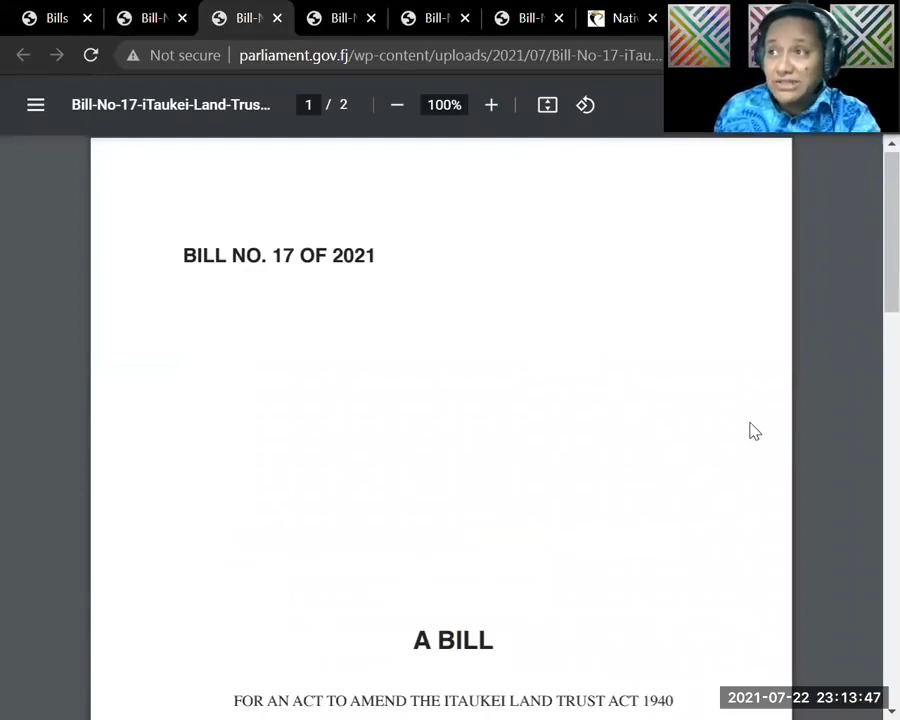 Bills
Bill-N
Bill-N
Bill-N
Bill-N
Bill-N
Nati
Not secure
parliament.gov.fj/wp-content/uploads/2021/07/Bill-No-17-iTau...
Bill-No-17-iTaukei-Land-Trus...
1 / 2
100%
BILL NO. 17 OF 2021
A BILL
FOR AN ACT TO AMEND THE ITAUKEI LAND TRUST ACT 1940
2021-07-22 23:13:47